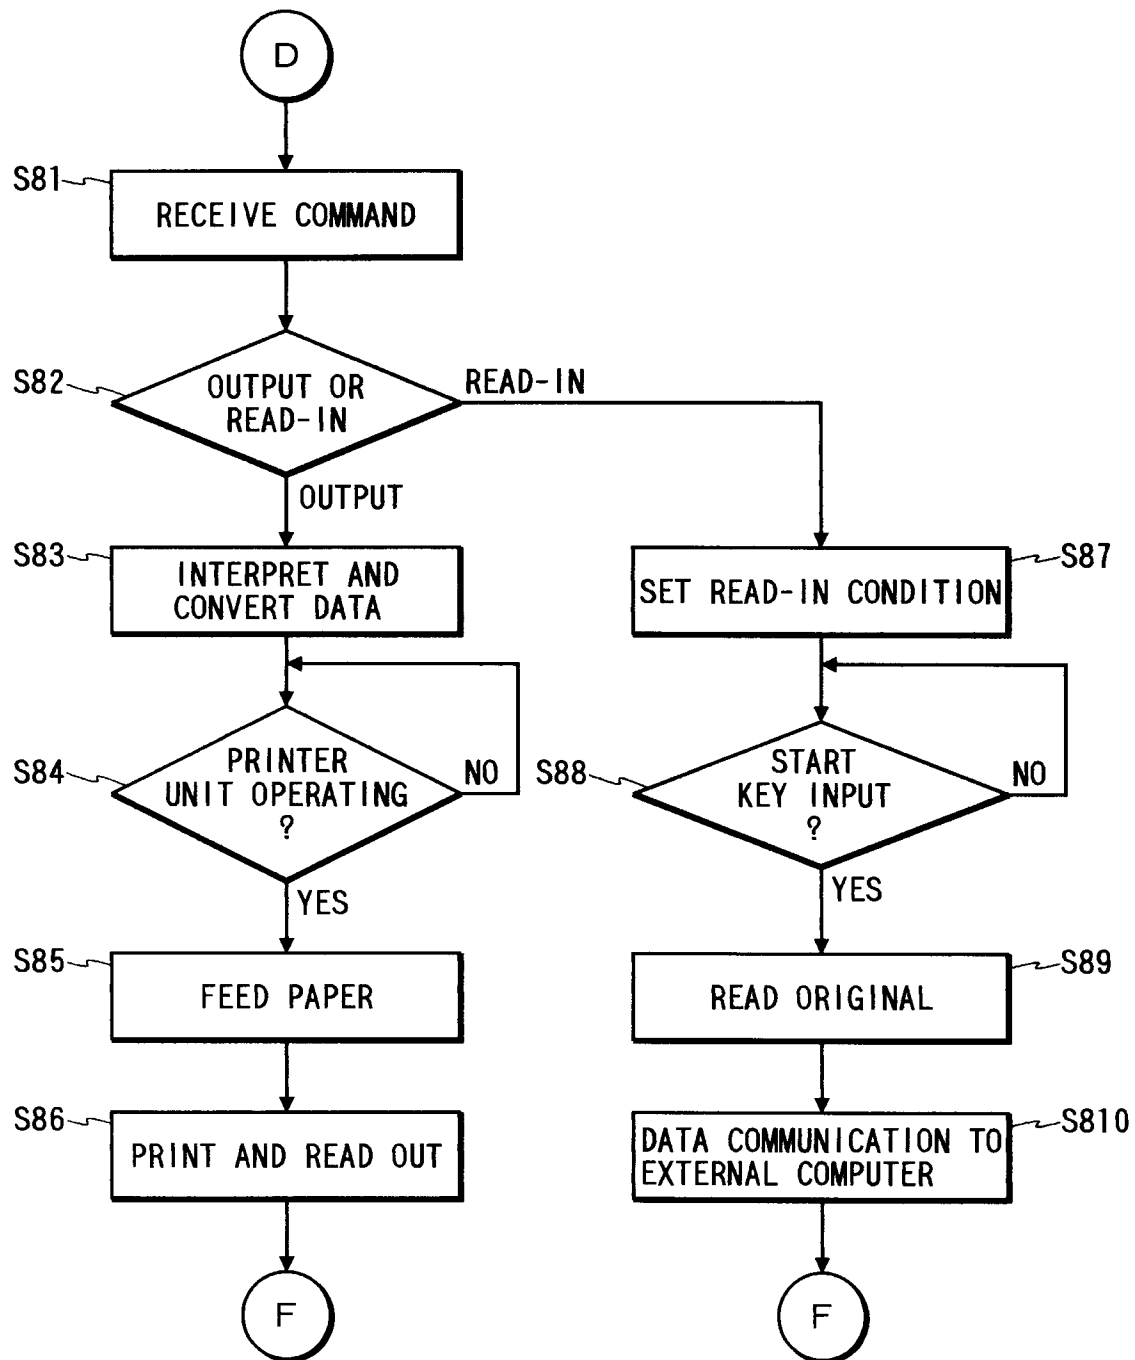 D
S81
RECEIVE COMMAND
S82
OUTPUT OR
READ-IN
READ-IN
OUTPUT
S83
INTERPRET AND
CONVERT DATA
S87
SET READ-IN CONDITION
S84
PRINTER
UNIT OPERATING
?
NO
S88
START
KEY INPUT
?
NO
YES
YES
S85
FEED PAPER
S89
READ ORIGINAL
S86
PRINT AND READ OUT
S810
DATA COMMUNICATION TO
EXTERNAL COMPUTER
F
F